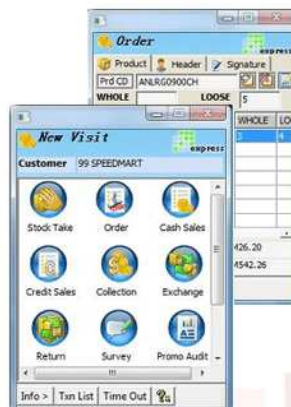 Order
express
Product Header Signature
Prd CD ANLRG0900CH
WHOLE LOOSE 5
WHOLE LO
3 4
426.20
4542.26
New Visit
express
Customer 99 SPEEDMART
Stock Take Order Cash Sales
Credit Sales Collection Exchange
Return Survey Promo Audit
Info > Txn List Time Out